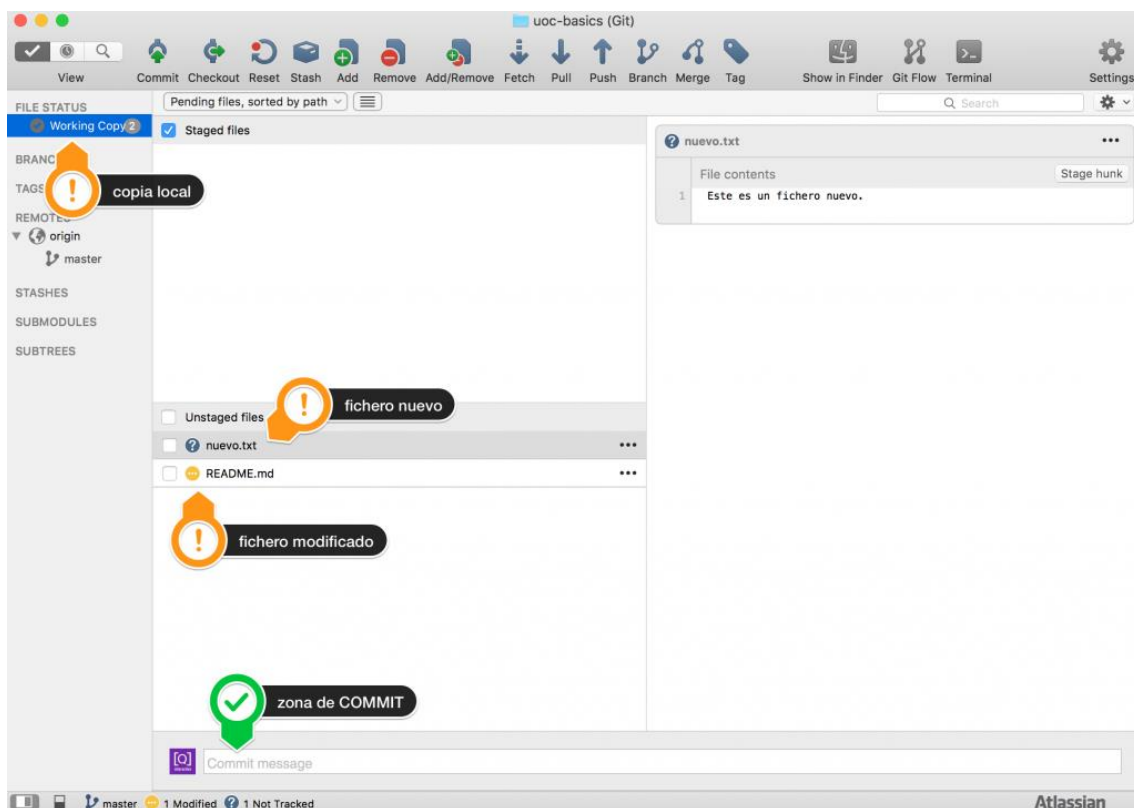 uoc-basics (Git)
View Commit Checkout Reset Stash Add Remove Add/Remove Fetch Pull Push Branch Merge Tag Show in Finder Git Flow Terminal Settings
FILE STATUS
Working Copy 2
BRANC
TAGS
REMOTES
origin
master
STASHES
SUBMODULES
SUBTREES
copia local
Pending files, sorted by path
Search
Staged files
Unstaged files
fichero nuevo
nuevo.txt
README.md
fichero modificado
zona de COMMIT
Commit message
nuevo.txt
File contents Stage hunk
1 Este es un fichero nuevo.
master 1 Modified 1 Not Tracked Atlassian